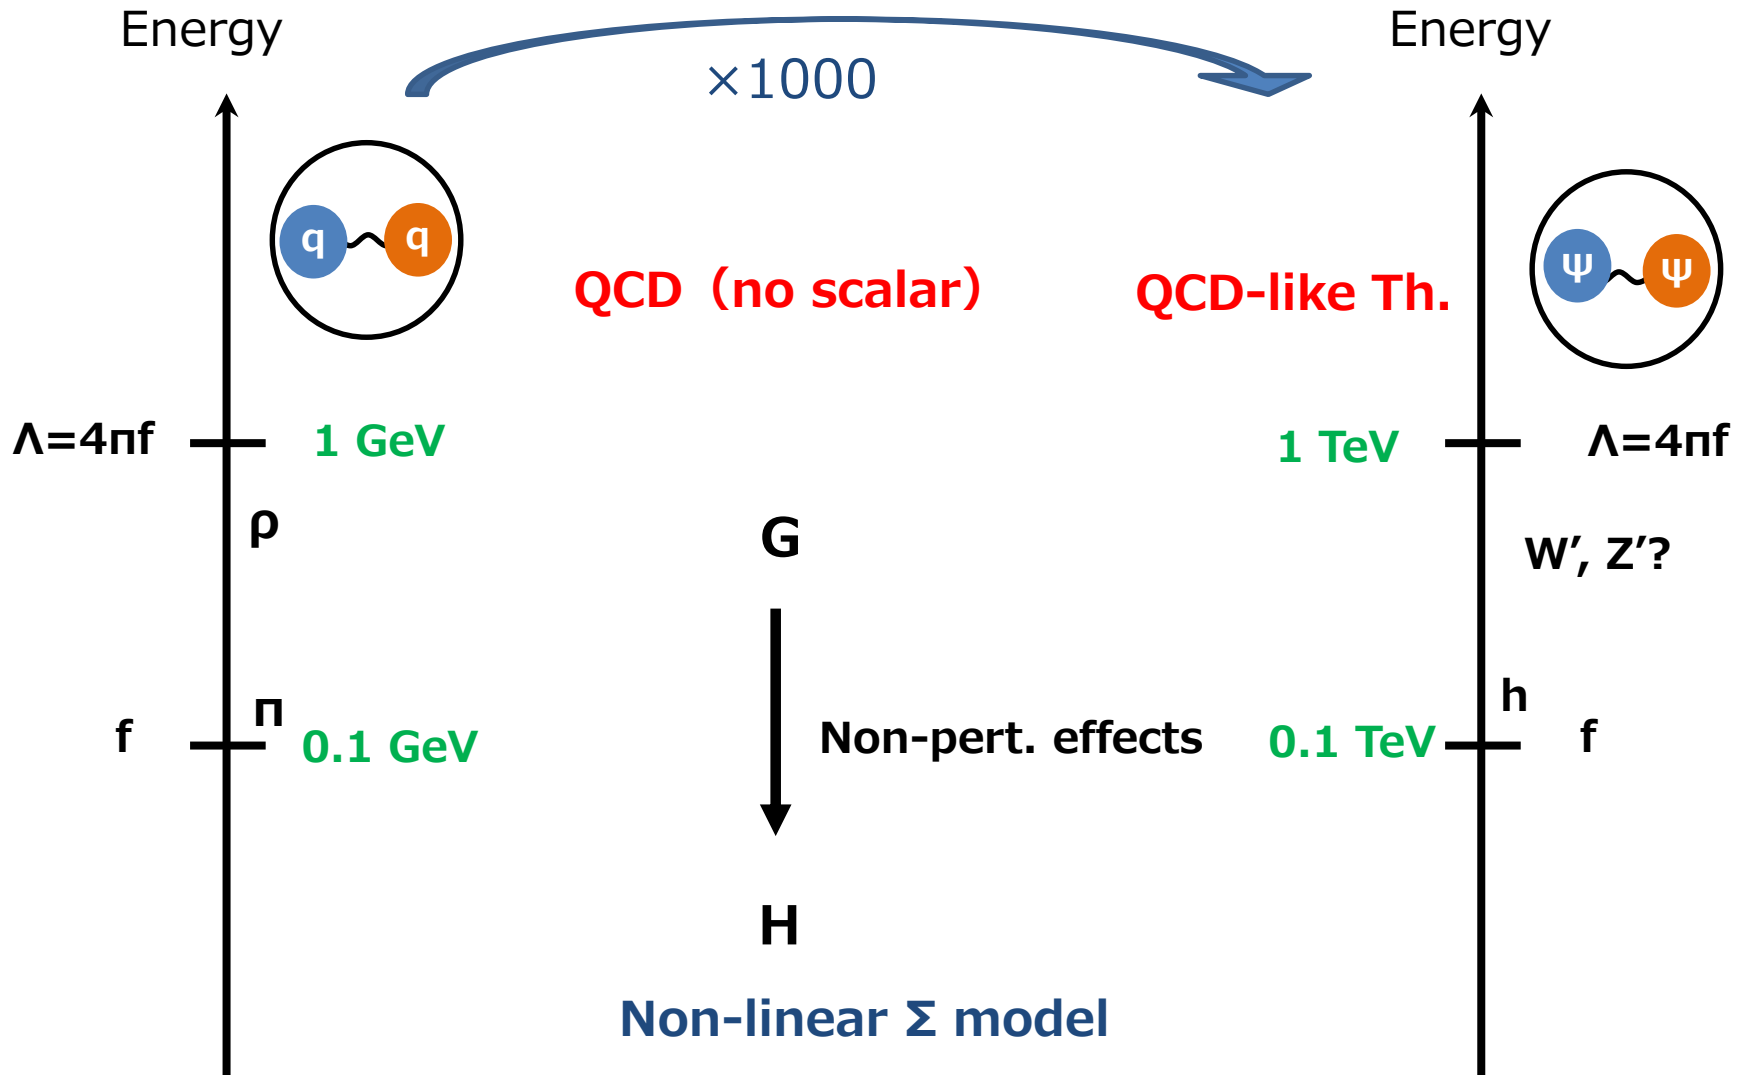 Energy
Energy
×1000
q
q
QCD（no scalar）
QCD-like Th.
Ψ
Ψ
Λ=4πf
1 GeV
1 TeV
Λ=4πf
ρ
G
W′, Z′?
π
h
f
0.1 GeV
Non-pert. effects
0.1 TeV
f
H
Non-linear Σ model